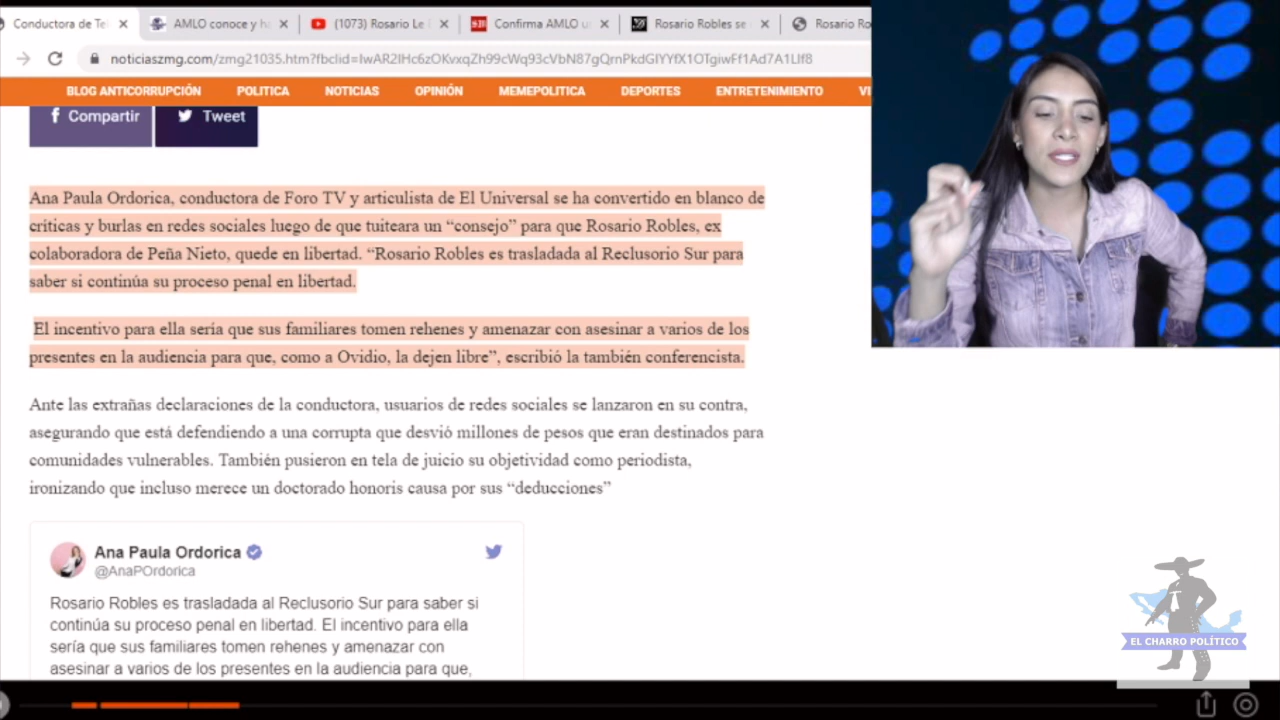 Conductora de Te
AMLO conoce y ha
(1073) Rosario Le
Confirma AMLO u
Rosario Robles se
Rosario Ro
noticiaszmg.com/zmg21035.htm?fbclid=IwAR2IHc6zOKvxqZh99cWq93cVbN87gQrnPkdGIYfX1OTgiwFf1Ad7A1LIf8
BLOG ANTICORRUPCIÓN
POLITICA
NOTICIAS
OPINIÓN
MEMEPOLITICA
DEPORTES
ENTRETENIMIENTO
VI
Compartir
Tweet
Ana Paula Ordorica, conductora de Foro TV y articulista de El Universal se ha convertido en blanco de
críticas y burlas en redes sociales luego de que tuiteara un “consejo” para que Rosario Robles, ex
colaboradora de Peña Nieto, quede en libertad. “Rosario Robles es trasladada al Reclusorio Sur para
saber si continúa su proceso penal en libertad.
El incentivo para ella sería que sus familiares tomen rehenes y amenazar con asesinar a varios de los
presentes en la audiencia para que, como a Ovidio, la dejen libre”, escribió la también conferencista.
Ante las extrañas declaraciones de la conductora, usuarios de redes sociales se lanzaron en su contra,
asegurando que está defendiendo a una corrupta que desvió millones de pesos que eran destinados para
comunidades vulnerables. También pusieron en tela de juicio su objetividad como periodista,
ironizando que incluso merece un doctorado honoris causa por sus “deducciones”
Ana Paula Ordorica
@AnaPOrdorica
Rosario Robles es trasladada al Reclusorio Sur para saber si
continúa su proceso penal en libertad. El incentivo para ella
sería que sus familiares tomen rehenes y amenazar con
asesinar a varios de los presentes en la audiencia para que,
EL CHARRO POLÍTICO